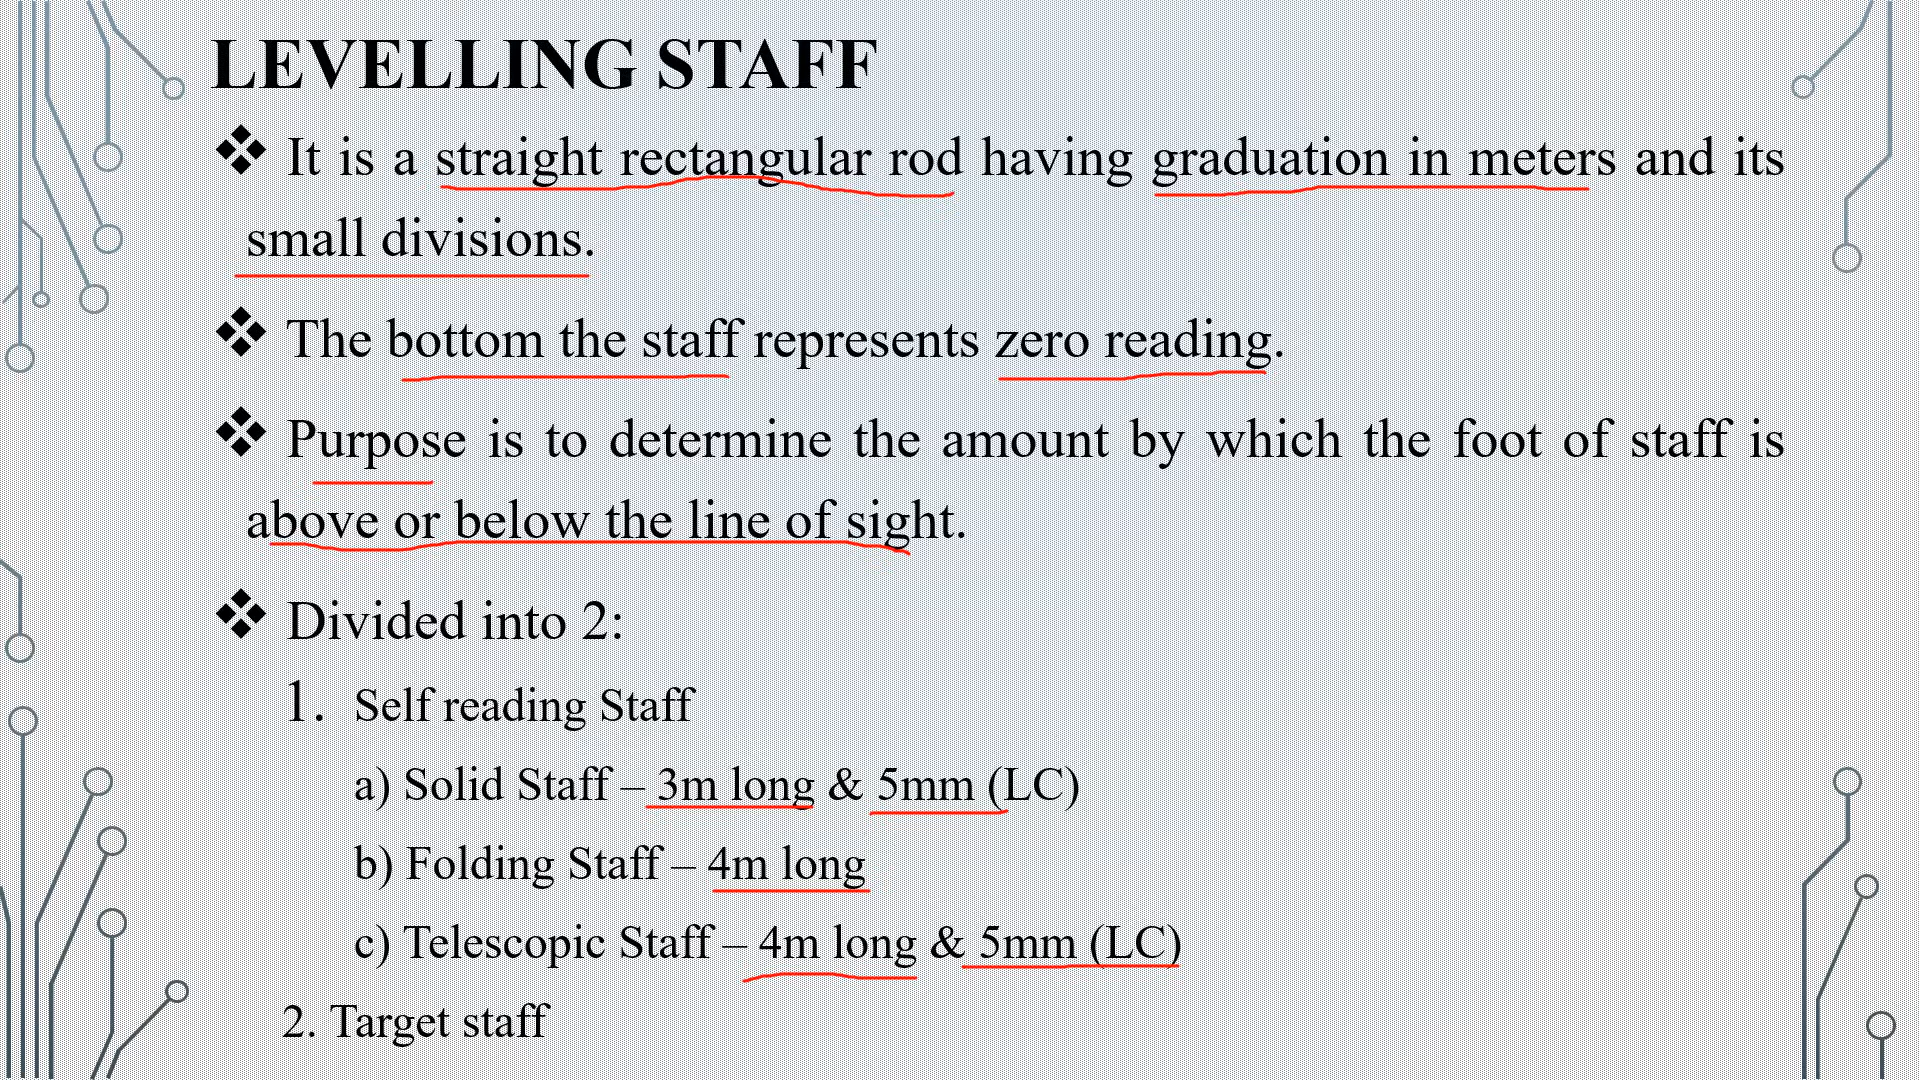 LEVELLING STAFF
❖ It is a straight rectangular rod having graduation in meters and its
small divisions.
❖ The bottom the staff represents zero reading.
❖ Purpose is to determine the amount by which the foot of staff is
above or below the line of sight.
❖ Divided into 2:
1. Self reading Staff
a) Solid Staff – 3m long & 5mm (LC)
b) Folding Staff – 4m long
c) Telescopic Staff – 4m long & 5mm (LC)
2. Target staff